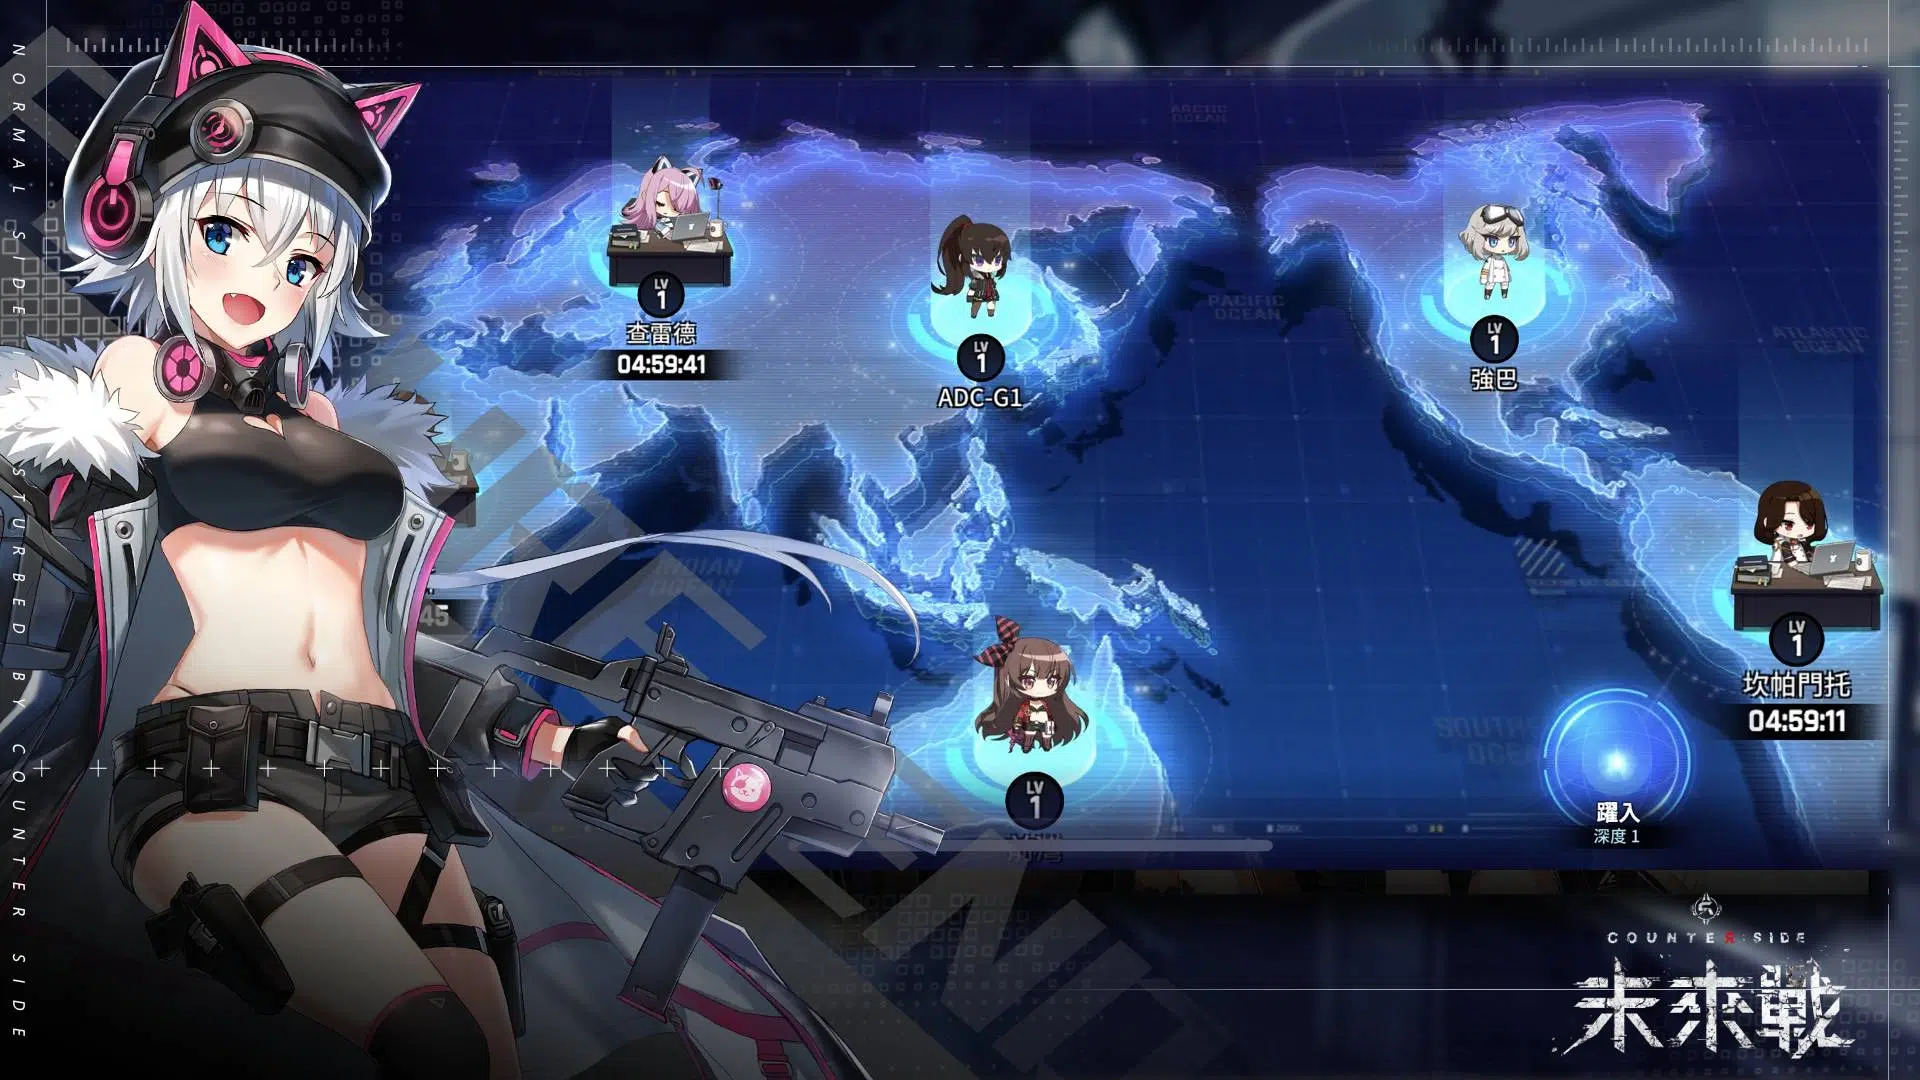 NORMAL SIDE
DISTURBED BY COUNTER SIDE
ARCTIC
OCEAN
LV
1
查雷德
04:59:41
LV
1
ADC-G1
PACIFIC
OCEAN
LV
1
強巴
ATLANTIC
OCEAN
INDIAN
OCEAN
45
LV
1
LV
1
坎帕門托
04:59:11
躍入
深度 1
COUNTER:SIDE
未來戰